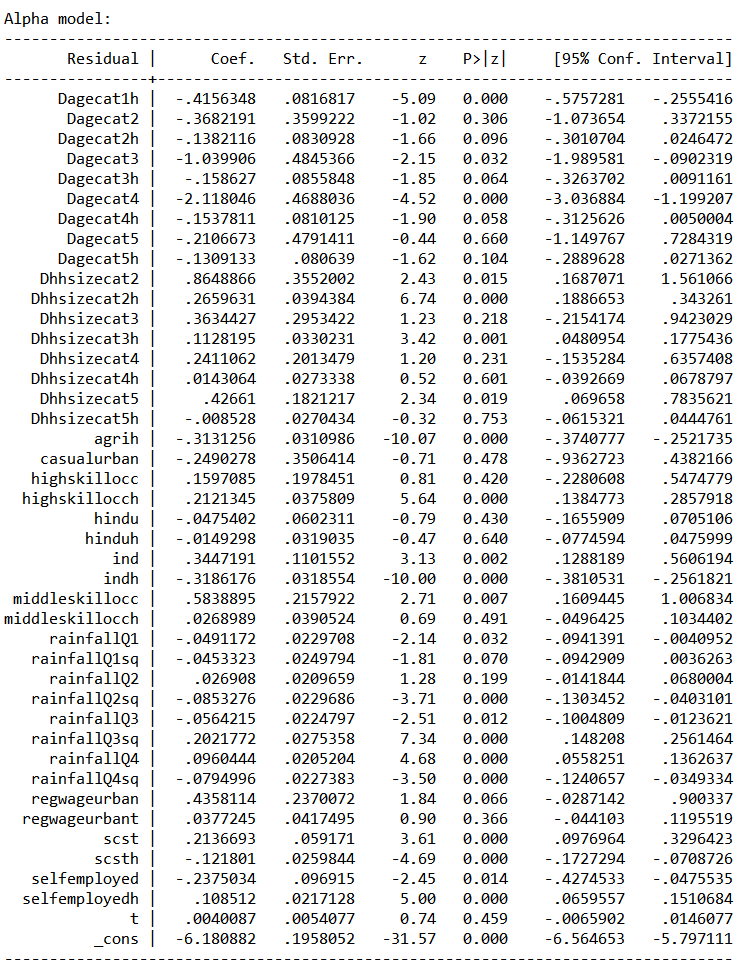 Alpha model:
------------------------------------------------------------------------------
Residual | Coef. Std. Err. z P>|z| [95% Conf. Interval]
-------------+----------------------------------------------------------------
Dagecat1h | -.4156348 .0816817 -5.09 0.000 -.5757281 -.2555416
Dagecat2 | -.3682191 .3599222 -1.02 0.306 -1.073654 .3372155
Dagecat2h | -.1382116 .0830928 -1.66 0.096 -.3010704 .0246472
Dagecat3 | -1.039906 .4845366 -2.15 0.032 -1.989581 -.0902319
Dagecat3h | -.158627 .0855848 -1.85 0.064 -.3263702 .0091161
Dagecat4 | -2.118046 .4688036 -4.52 0.000 -3.036884 -1.199207
Dagecat4h | -.1537811 .0810125 -1.90 0.058 -.3125626 .0050004
Dagecat5 | -.2106673 .4791411 -0.44 0.660 -1.149767 .7284319
Dagecat5h | -.1309133 .080639 -1.62 0.104 -.2889628 .0271362
Dhhsizecat2 | .8648866 .3552002 2.43 0.015 .1687071 1.561066
Dhhsizecat2h | .2659631 .0394384 6.74 0.000 .1886653 .343261
Dhhsizecat3 | .3634427 .2953422 1.23 0.218 -.2154174 .9423029
Dhhsizecat3h | .1128195 .0330231 3.42 0.001 .0480954 .1775436
Dhhsizecat4 | .2411062 .2013479 1.20 0.231 -.1535284 .6357408
Dhhsizecat4h | .0143064 .0273338 0.52 0.601 -.0392669 .0678797
Dhhsizecat5 | .42661 .1821217 2.34 0.019 .069658 .7835621
Dhhsizecat5h | -.008528 .0270434 -0.32 0.753 -.0615321 .0444761
agrih | -.3131256 .0310986 -10.07 0.000 -.3740777 -.2521735
casualurban | -.2490278 .3506414 -0.71 0.478 -.9362723 .4382166
highskillocc | .1597085 .1978451 0.81 0.420 -.2280608 .5474779
highskillocch | .2121345 .0375809 5.64 0.000 .1384773 .2857918
hindu | -.0475402 .0602311 -0.79 0.430 -.1655909 .0705106
hinduh | -.0149298 .0319035 -0.47 0.640 -.0774594 .0475999
ind | .3447191 .1101552 3.13 0.002 .1288189 .5606194
indh | -.3186176 .0318554 -10.00 0.000 -.3810531 -.2561821
middleskillocc | .5838895 .2157922 2.71 0.007 .1609445 1.006834
middleskillocch | .0268989 .0390524 0.69 0.491 -.0496425 .1034402
rainfallQ1 | -.0491172 .0229708 -2.14 0.032 -.0941391 -.0040952
rainfallQ1sq | -.0453323 .0249794 -1.81 0.070 -.0942909 .0036263
rainfallQ2 | .026908 .0209659 1.28 0.199 -.0141844 .0680004
rainfallQ2sq | -.0853276 .0229686 -3.71 0.000 -.1303452 -.0403101
rainfallQ3 | -.0564215 .0224797 -2.51 0.012 -.1004809 -.0123621
rainfallQ3sq | .2021772 .0275358 7.34 0.000 .148208 .2561464
rainfallQ4 | .0960444 .0205204 4.68 0.000 .0558251 .1362637
rainfallQ4sq | -.0794996 .0227383 -3.50 0.000 -.1240657 -.0349334
regwageurban | .4358114 .2370072 1.84 0.066 -.0287142 .900337
regwageurbant | .0377245 .0417495 0.90 0.366 -.044103 .1195519
scst | .2136693 .059171 3.61 0.000 .0976964 .3296423
scsth | -.121801 .0259844 -4.69 0.000 -.1727294 -.0708726
selfemployed | -.2375034 .096915 -2.45 0.014 -.4274533 -.0475535
selfemployedh | .108512 .0217128 5.00 0.000 .0659557 .1510684
t | .0040087 .0054077 0.74 0.459 -.0065902 .0146077
_cons | -6.180882 .1958052 -31.57 0.000 -6.564653 -5.797111
------------------------------------------------------------------------------